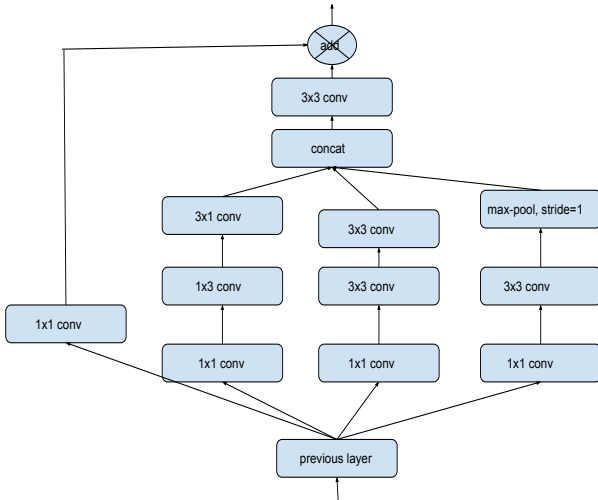 add
3x3 conv
concat
3x1 conv
3x3 conv
max-pool, stride=1
1x3 conv
3x3 conv
3x3 conv
1x1 conv
1x1 conv
1x1 conv
1x1 conv
previous layer